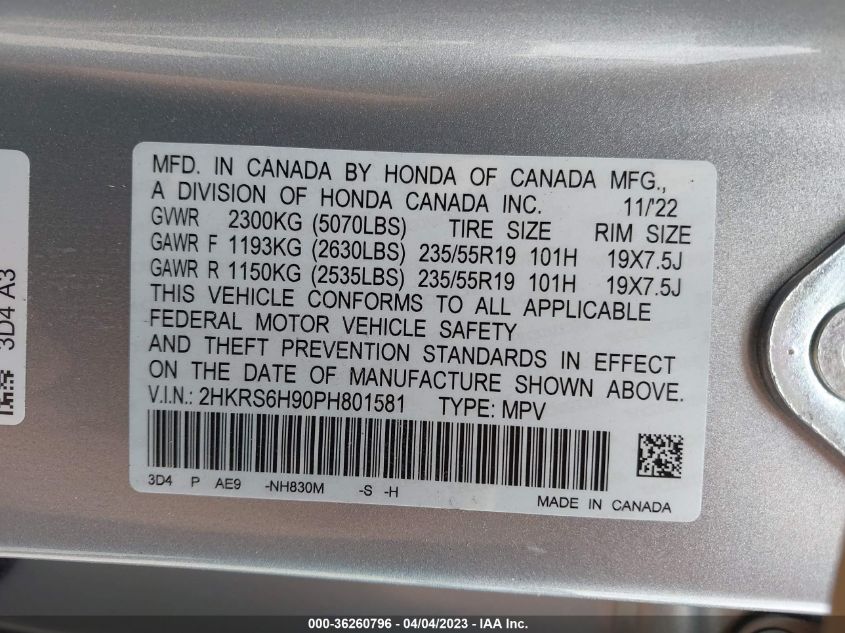 MFD. IN CANADA BY HONDA OF CANADA MFG.,
A DIVISION OF HONDA CANADA INC. 11/'22
GVWR 2300KG (5070LBS) TIRE SIZE RIM SIZE
GAWR F 1193KG (2630LBS) 235/55R19 101H 19X7.5J
GAWR R 1150KG (2535LBS) 235/55R19 101H 19X7.5J
THIS VEHICLE CONFORMS TO ALL APPLICABLE
FEDERAL MOTOR VEHICLE SAFETY
AND THEFT PREVENTION STANDARDS IN EFFECT
ON THE DATE OF MANUFACTURE SHOWN ABOVE.
V.I.N.: 2HKRS6H90PH801581 TYPE: MPV
3D4 P AE9 -NH830M -S -H
MADE IN CANADA
3D4 A3
000-36260796 - 04/04/2023 - IAA Inc.